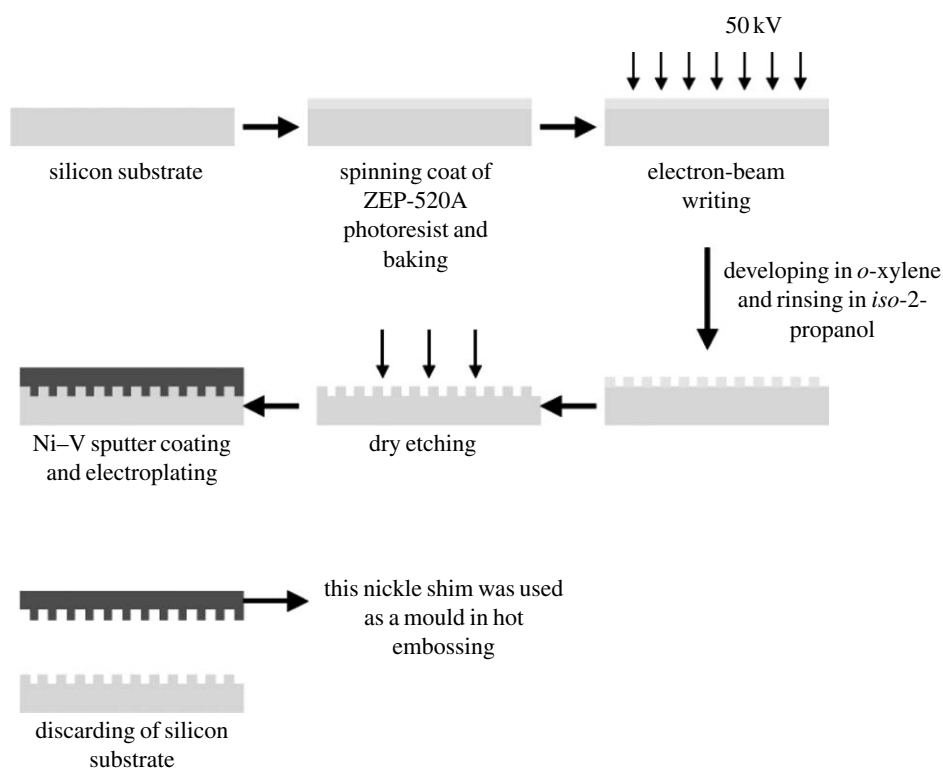 50 kV
silicon substrate
spinning coat of
ZEP-520A
photoresist and
baking
electron-beam
writing
developing in o-xylene
and rinsing in iso-2-
propanol
dry etching
Ni–V sputter coating
and electroplating
this nickle shim was used
as a mould in hot
embossing
discarding of silicon
substrate